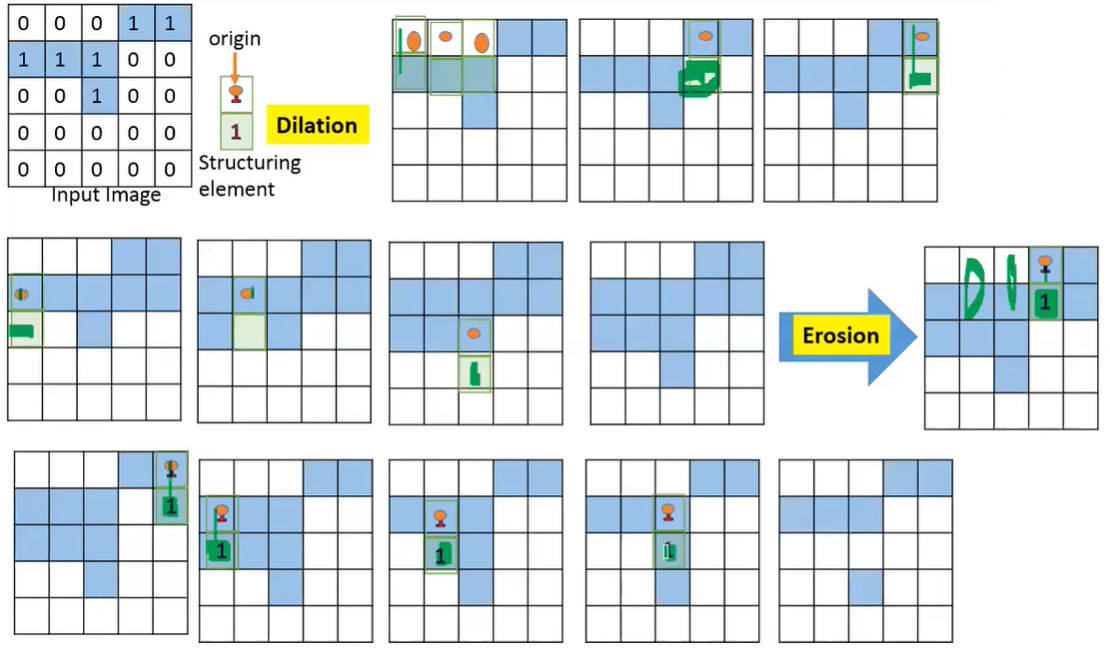 0 0 0 1 1
1 1 1 0 0
0 0 1 0 0
0 0 0 0 0
0 0 0 0 0
Input Image
origin
1
1
Structuring
element
Dilation
Erosion
1
1
1
1
1